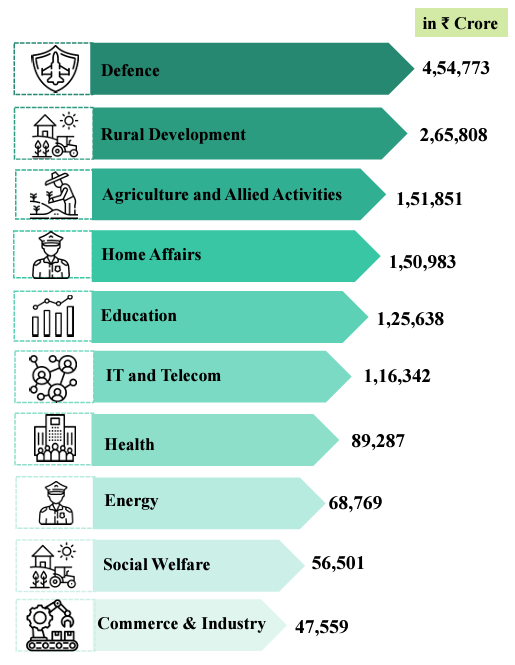 in ₹ Crore
Defence 4,54,773
Rural Development 2,65,808
Agriculture and Allied Activities 1,51,851
Home Affairs 1,50,983
Education 1,25,638
IT and Telecom 1,16,342
Health 89,287
Energy 68,769
Social Welfare 56,501
Commerce & Industry 47,559